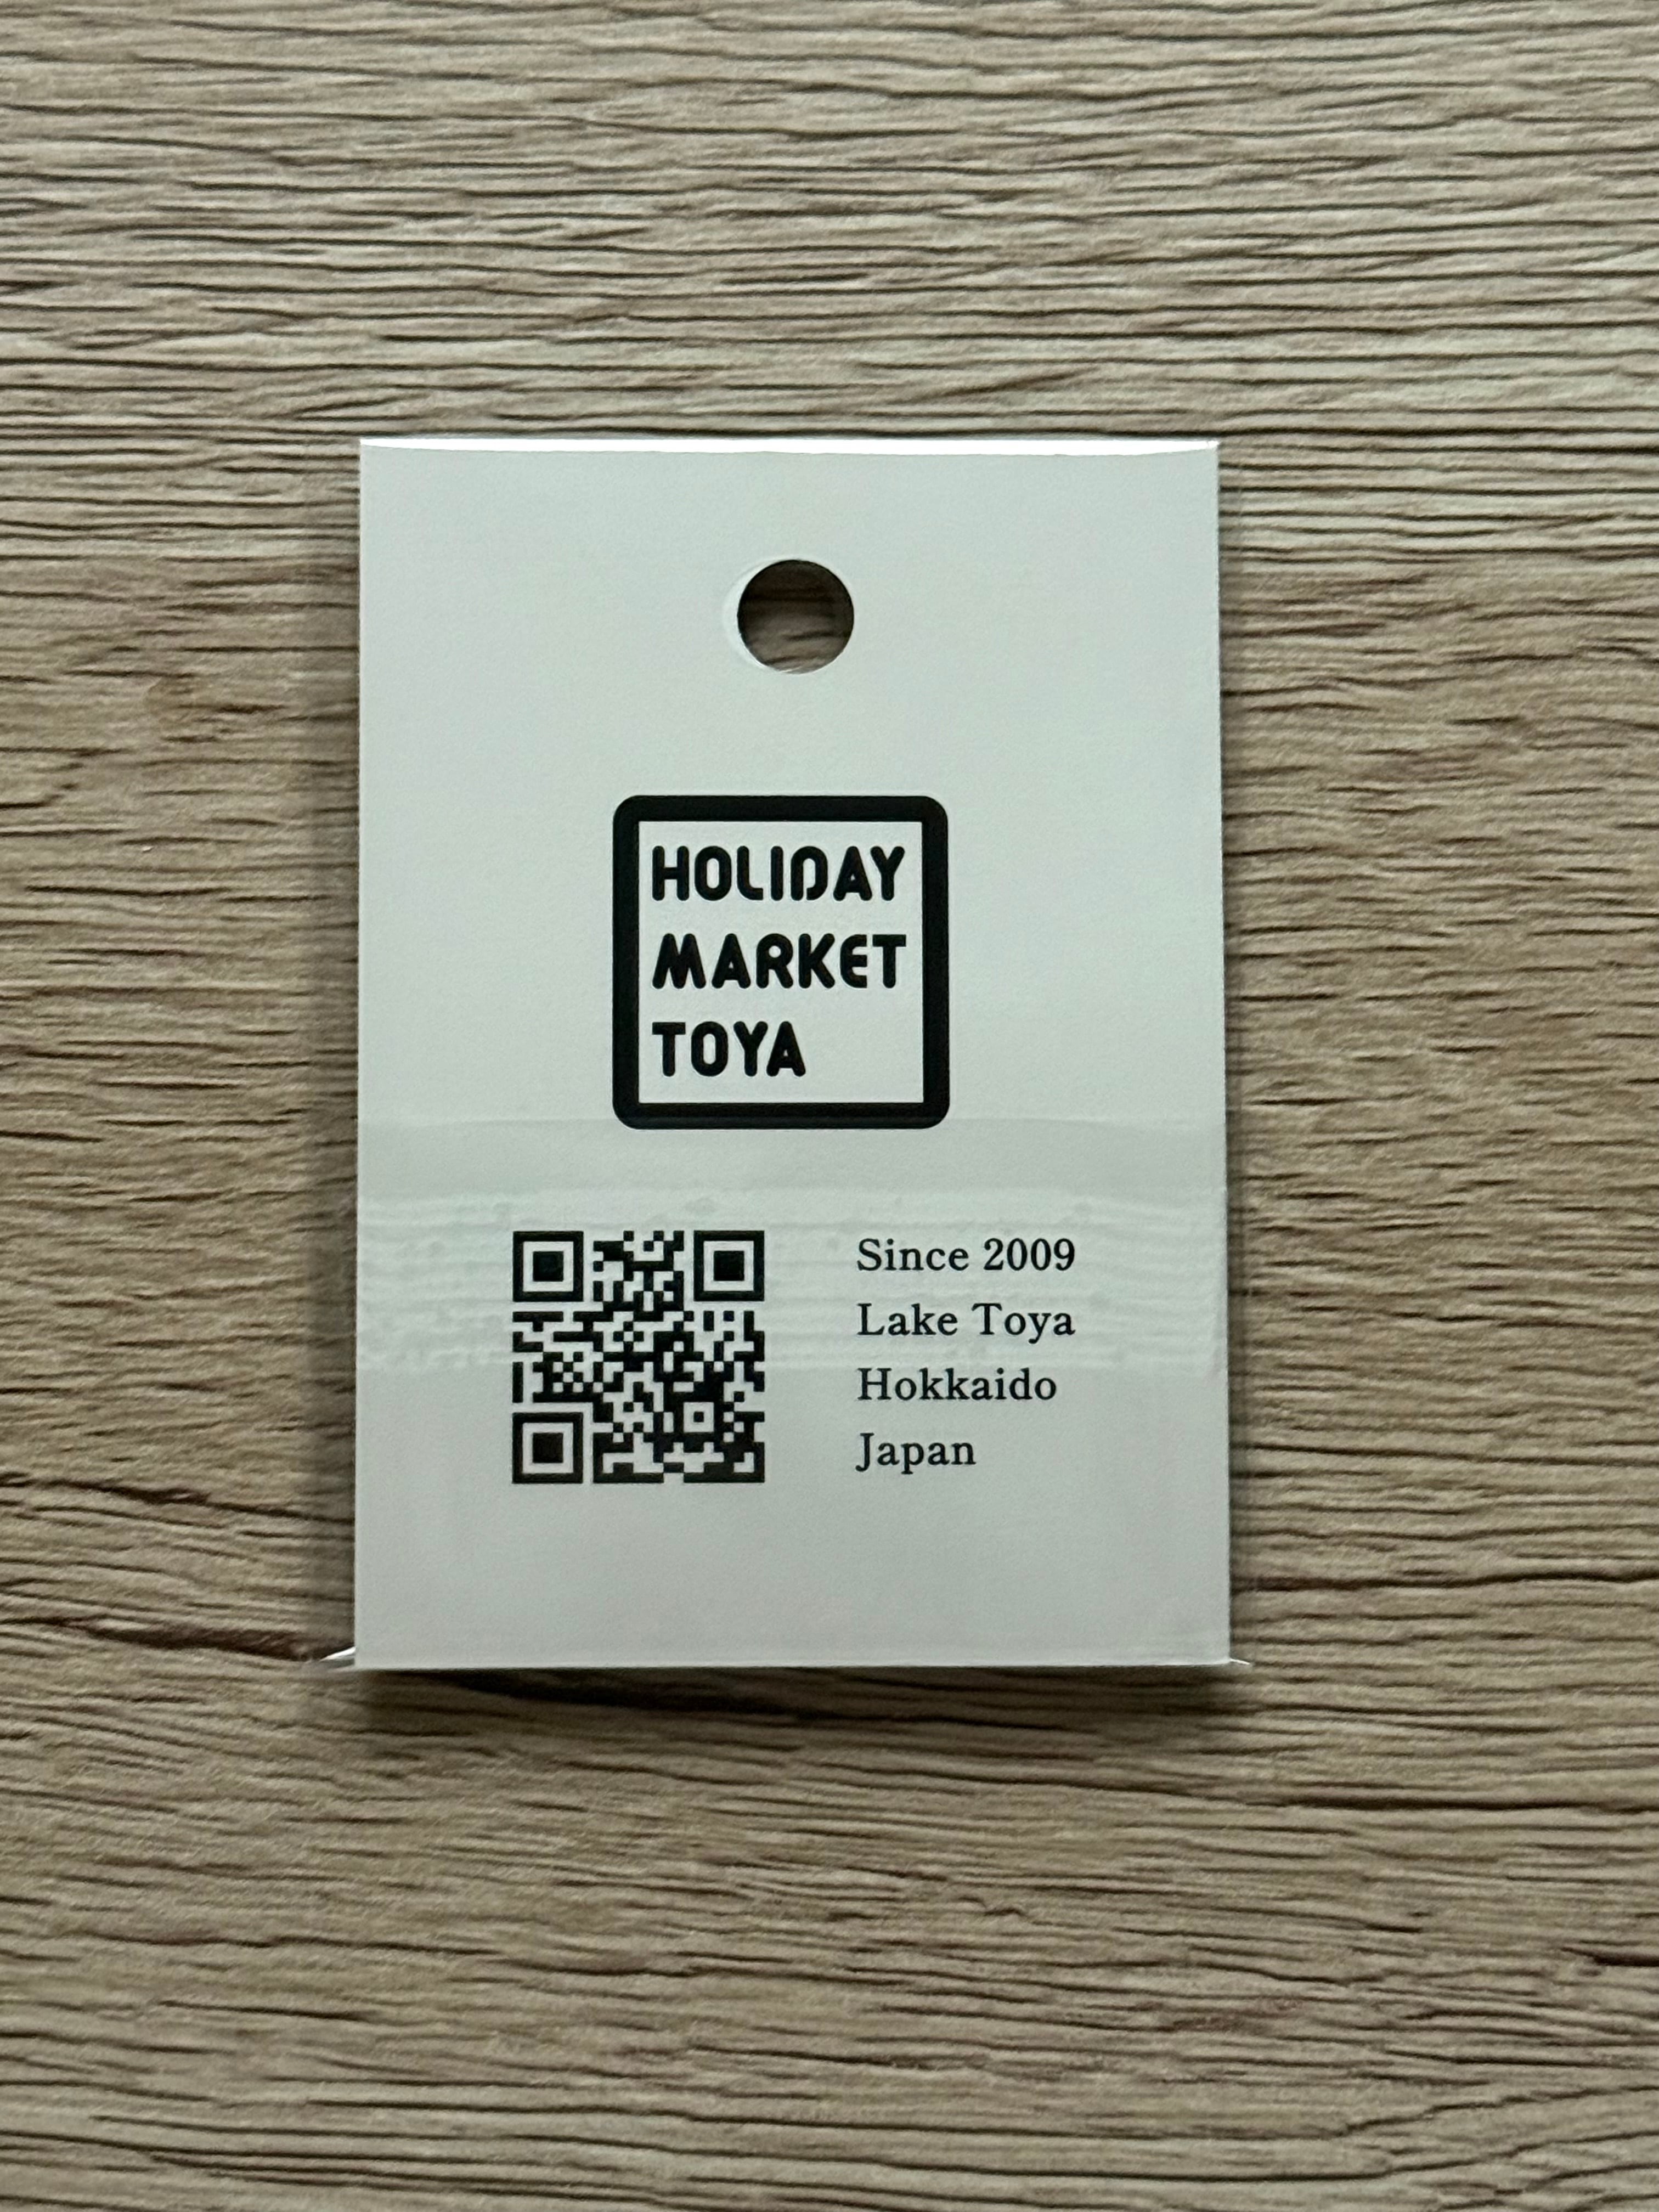 HOLIDAY
MARKET
TOYA
Since 2009
Lake Toya
Hokkaido
Japan